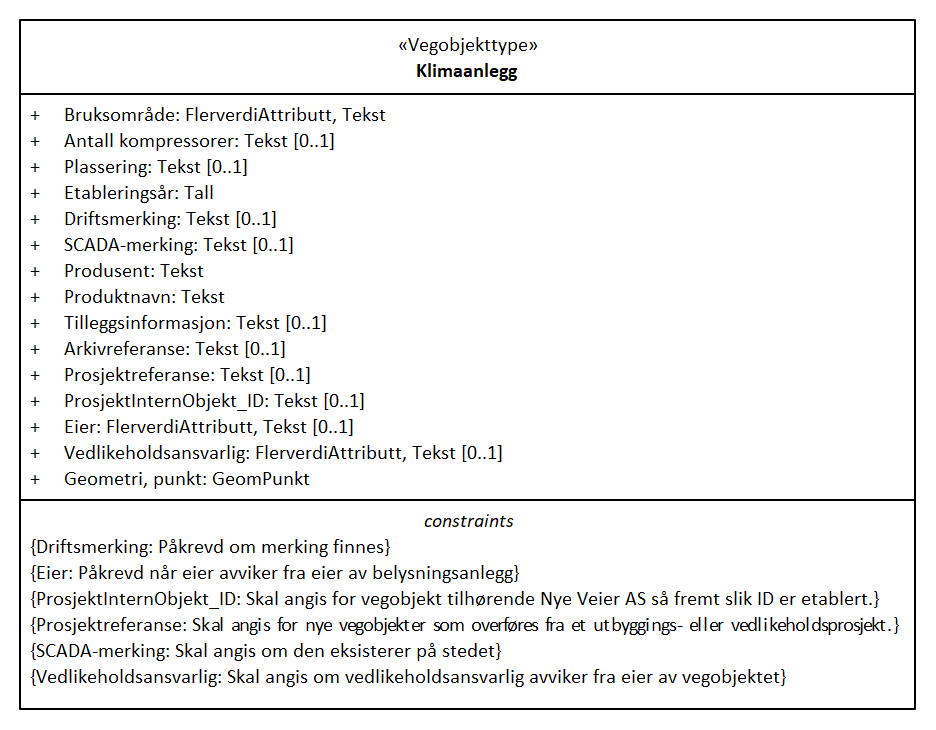 «Vegobjekttype»
Klimaanlegg
+ Bruksområde: FlerverdiAttributt, Tekst
+ Antall kompressorer: Tekst [0..1]
+ Plassering: Tekst [0..1]
+ Etableringsår: Tall
+ Driftsmerking: Tekst [0..1]
+ SCADA-merking: Tekst [0..1]
+ Produsent: Tekst
+ Produktnavn: Tekst
+ Tilleggsinformasjon: Tekst [0..1]
+ Arkivreferanse: Tekst [0..1]
+ Prosjektreferanse: Tekst [0..1]
+ ProsjektInternObjekt_ID: Tekst [0..1]
+ Eier: FlerverdiAttributt, Tekst [0..1]
+ Vedlikeholdsansvarlig: FlerverdiAttributt, Tekst [0..1]
+ Geometri, punkt: GeomPunkt
constraints
{Driftsmerking: Påkrevd om merking finnes}
{Eier: Påkrevd når eier avviker fra eier av belysningsanlegg}
{ProsjektInternObjekt_ID: Skal angis for vegobjekt tilhørende Nye Veier AS så fremt slik ID er etablert.}
{Prosjektreferanse: Skal angis for nye vegobjekter som overføres fra et utbyggings- eller vedlikeholdsprosjekt.}
{SCADA-merking: Skal angis om den eksisterer på stedet}
{Vedlikeholdsansvarlig: Skal angis om vedlikeholdsansvarlig avviker fra eier av vegobjektet}